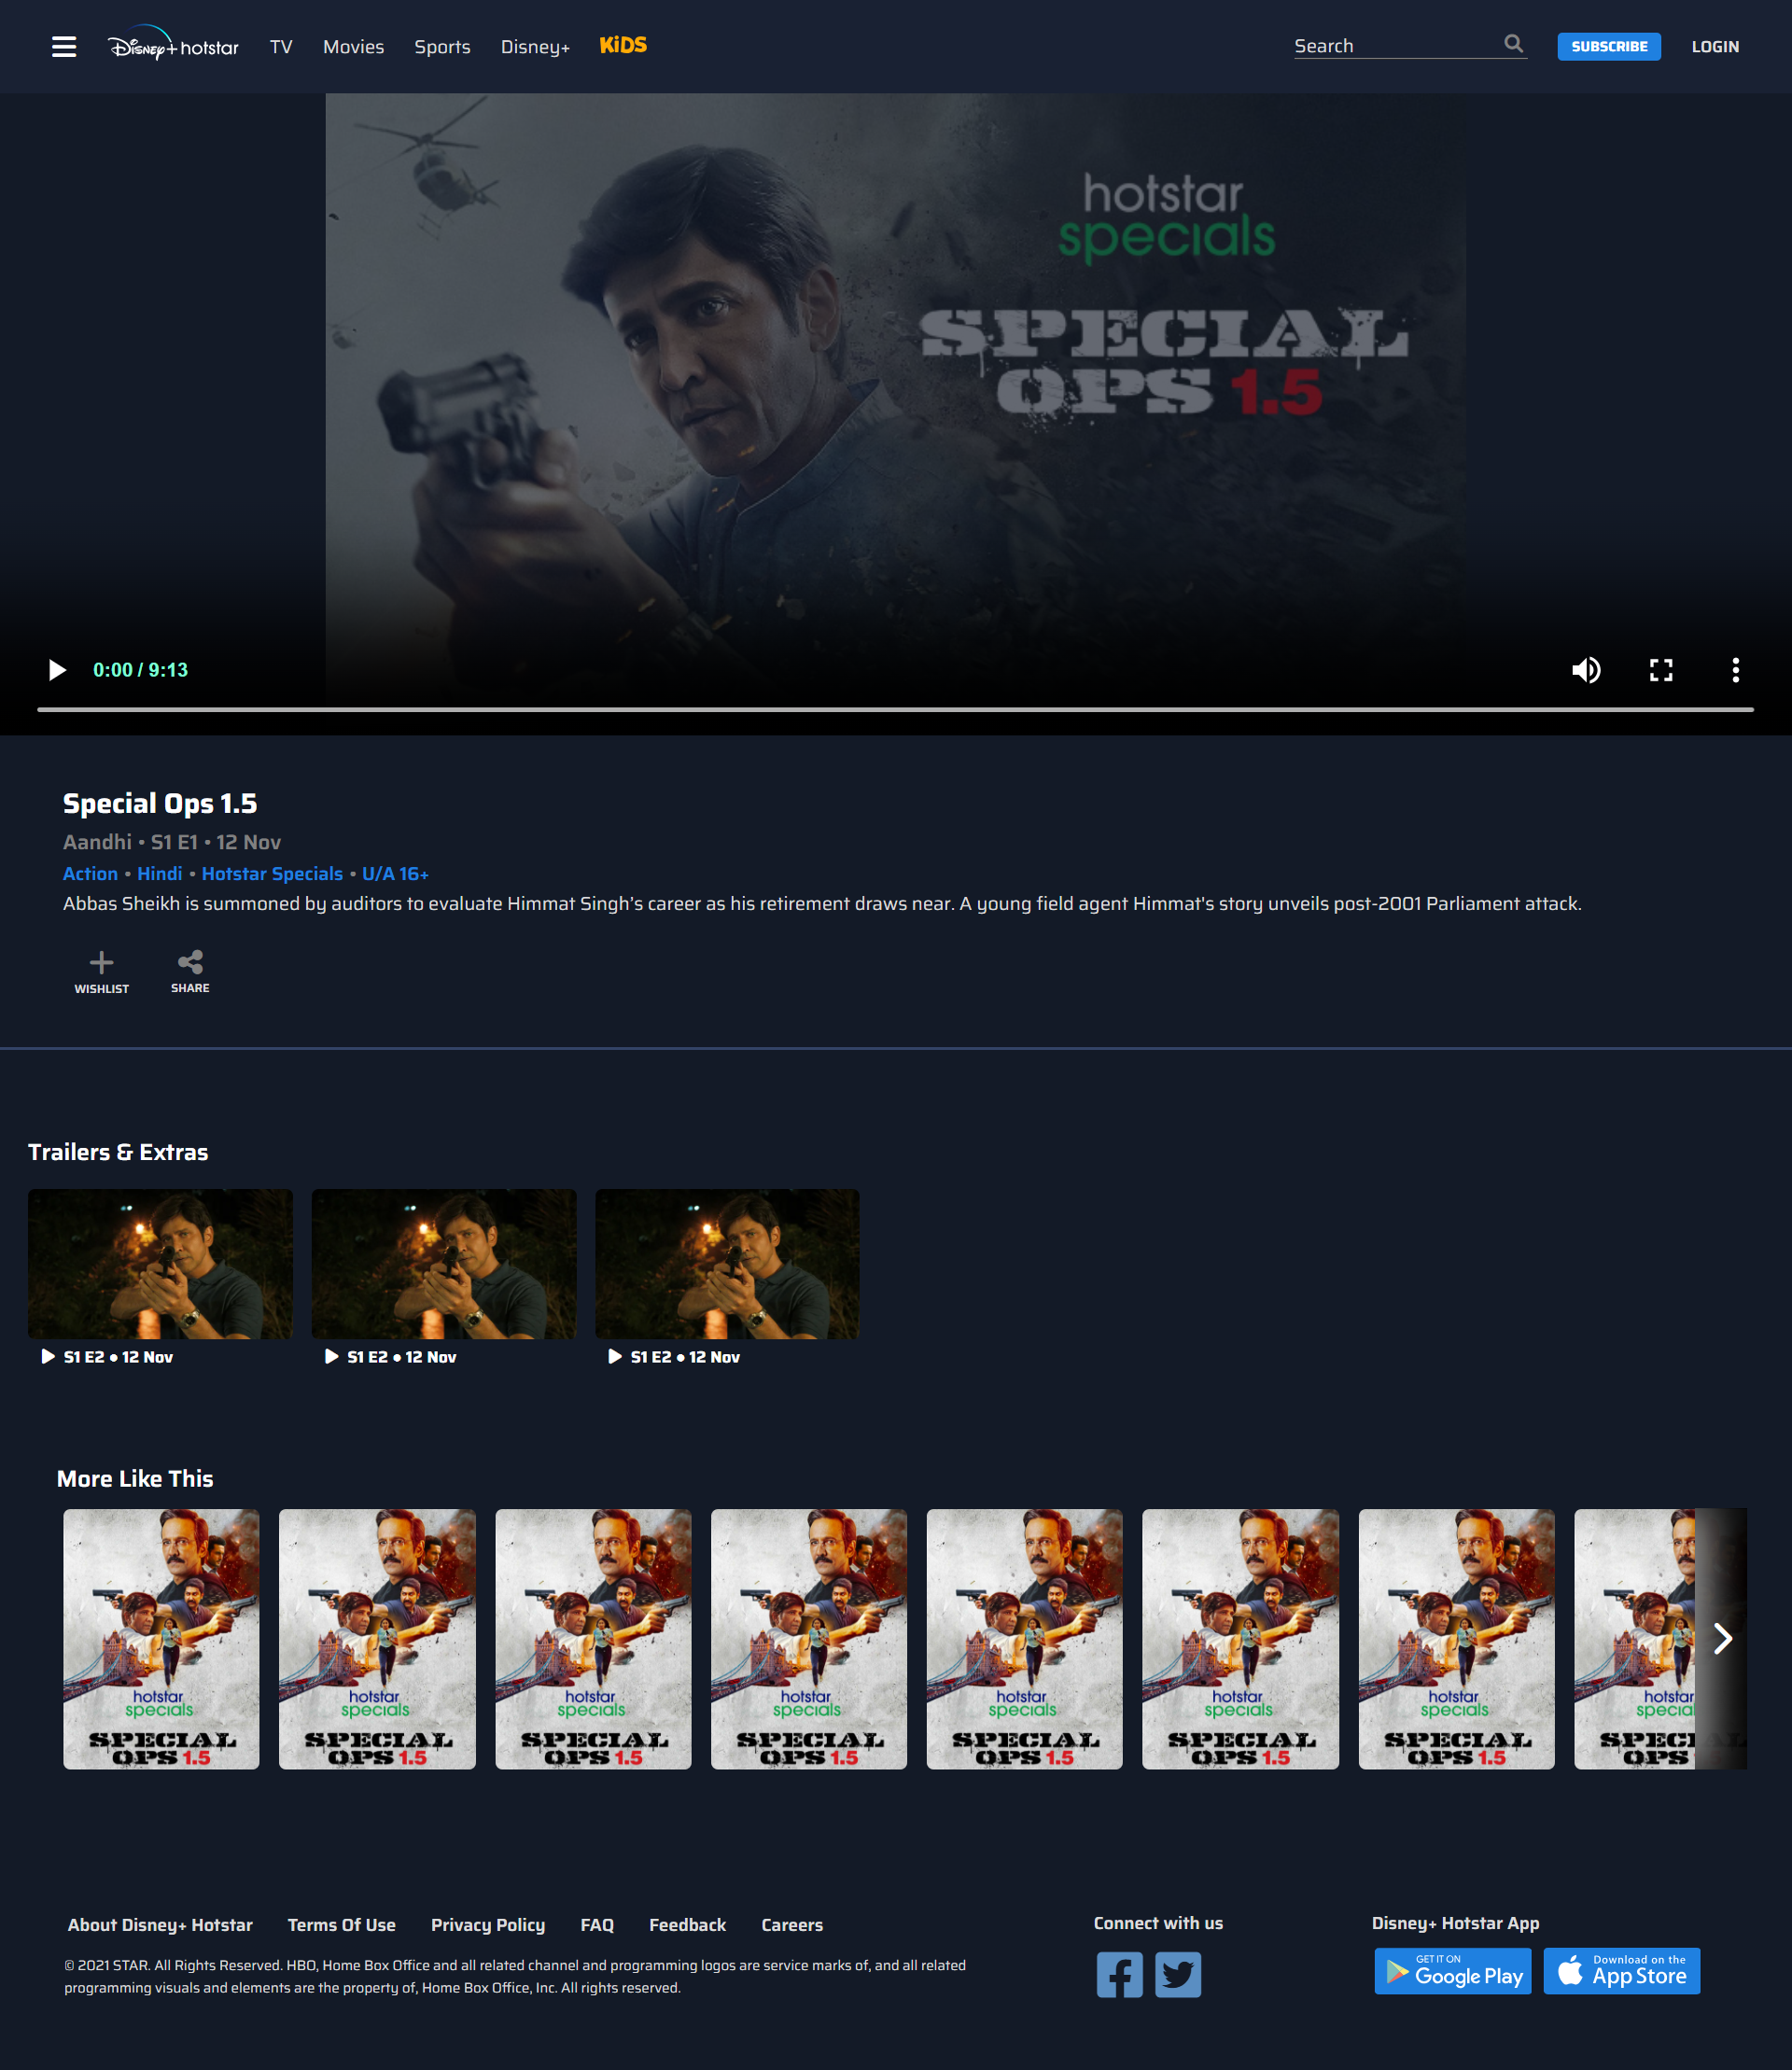 Disney+ hotstar TV Movies Sports Disney+ KiDS Search SUBSCRIBE LOGIN
hotstar
specials
SPECIAL
OPS 1.5
0:00 / 9:13
Special Ops 1.5
Aandhi • S1 E1 • 12 Nov
Action • Hindi • Hotstar Specials • U/A 16+
Abbas Sheikh is summoned by auditors to evaluate Himmat Singh's career as his retirement draws near. A young field agent Himmat's story unveils post-2001 Parliament attack.
WISHLIST SHARE
Trailers & Extras
S1 E2 • 12 Nov S1 E2 • 12 Nov S1 E2 • 12 Nov
More Like This
hotstar hotstar hotstar hotstar hotstar hotstar hotstar hotstar
specials specials specials specials specials specials specials special
SPECIAL SPECIAL SPECIAL SPECIAL SPECIAL SPECIAL SPECIAL SPECIAL
OPS 1.5 OPS 1.5 OPS 1.5 OPS 1.5 OPS 1.5 OPS 1.5 OPS 1.5 OPS
About Disney+ Hotstar Terms Of Use Privacy Policy FAQ Feedback Careers
© 2021 STAR. All Rights Reserved. HBO, Home Box Office and all related channel and programming logos are service marks of, and all related
programming visuals and elements are the property of, Home Box Office, Inc. All rights reserved.
Connect with us
Disney+ Hotstar App
GET IT ON
Google Play
Download on the
App Store